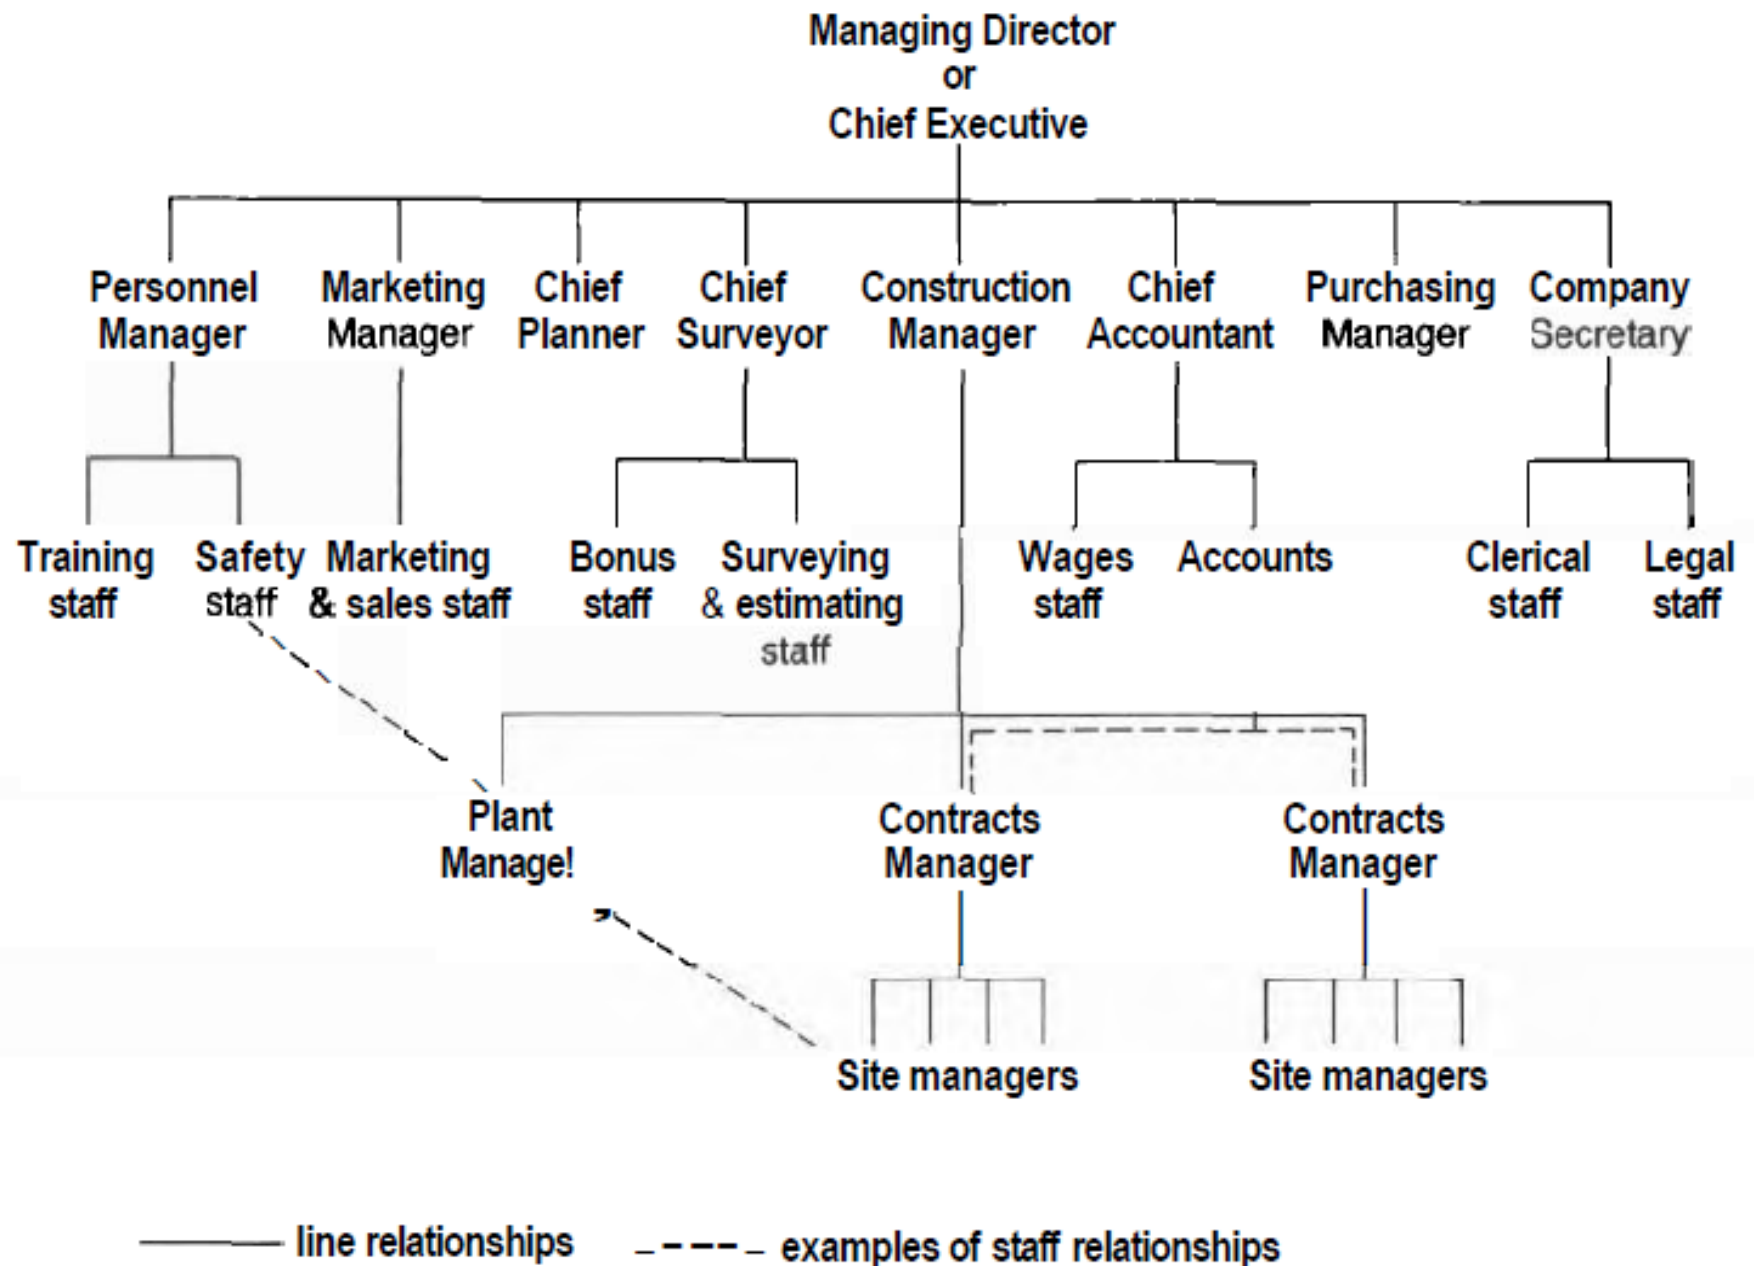 Managing Director
or
Chief Executive
Personnel Manager
Marketing Manager
Chief Planner
Chief Surveyor
Construction Manager
Chief Accountant
Purchasing Manager
Company Secretary
Training staff
Safety staff
Marketing & sales staff
Bonus staff
Surveying & estimating staff
Wages staff
Accounts
Clerical staff
Legal staff
Plant Manage!
Contracts Manager
Contracts Manager
Site managers
Site managers
line relationships
examples of staff relationships